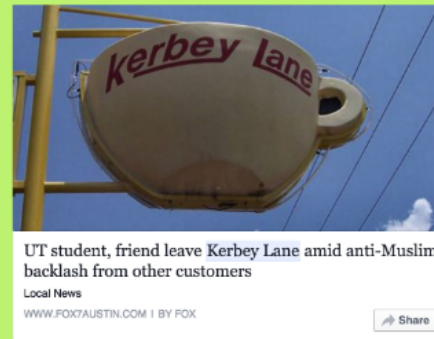 Kerbey Lane
UT student, friend leave Kerbey Lane amid anti-Muslim
backlash from other customers
Local News
WWW.FOX7AUSTIN.COM | BY FOX
Share